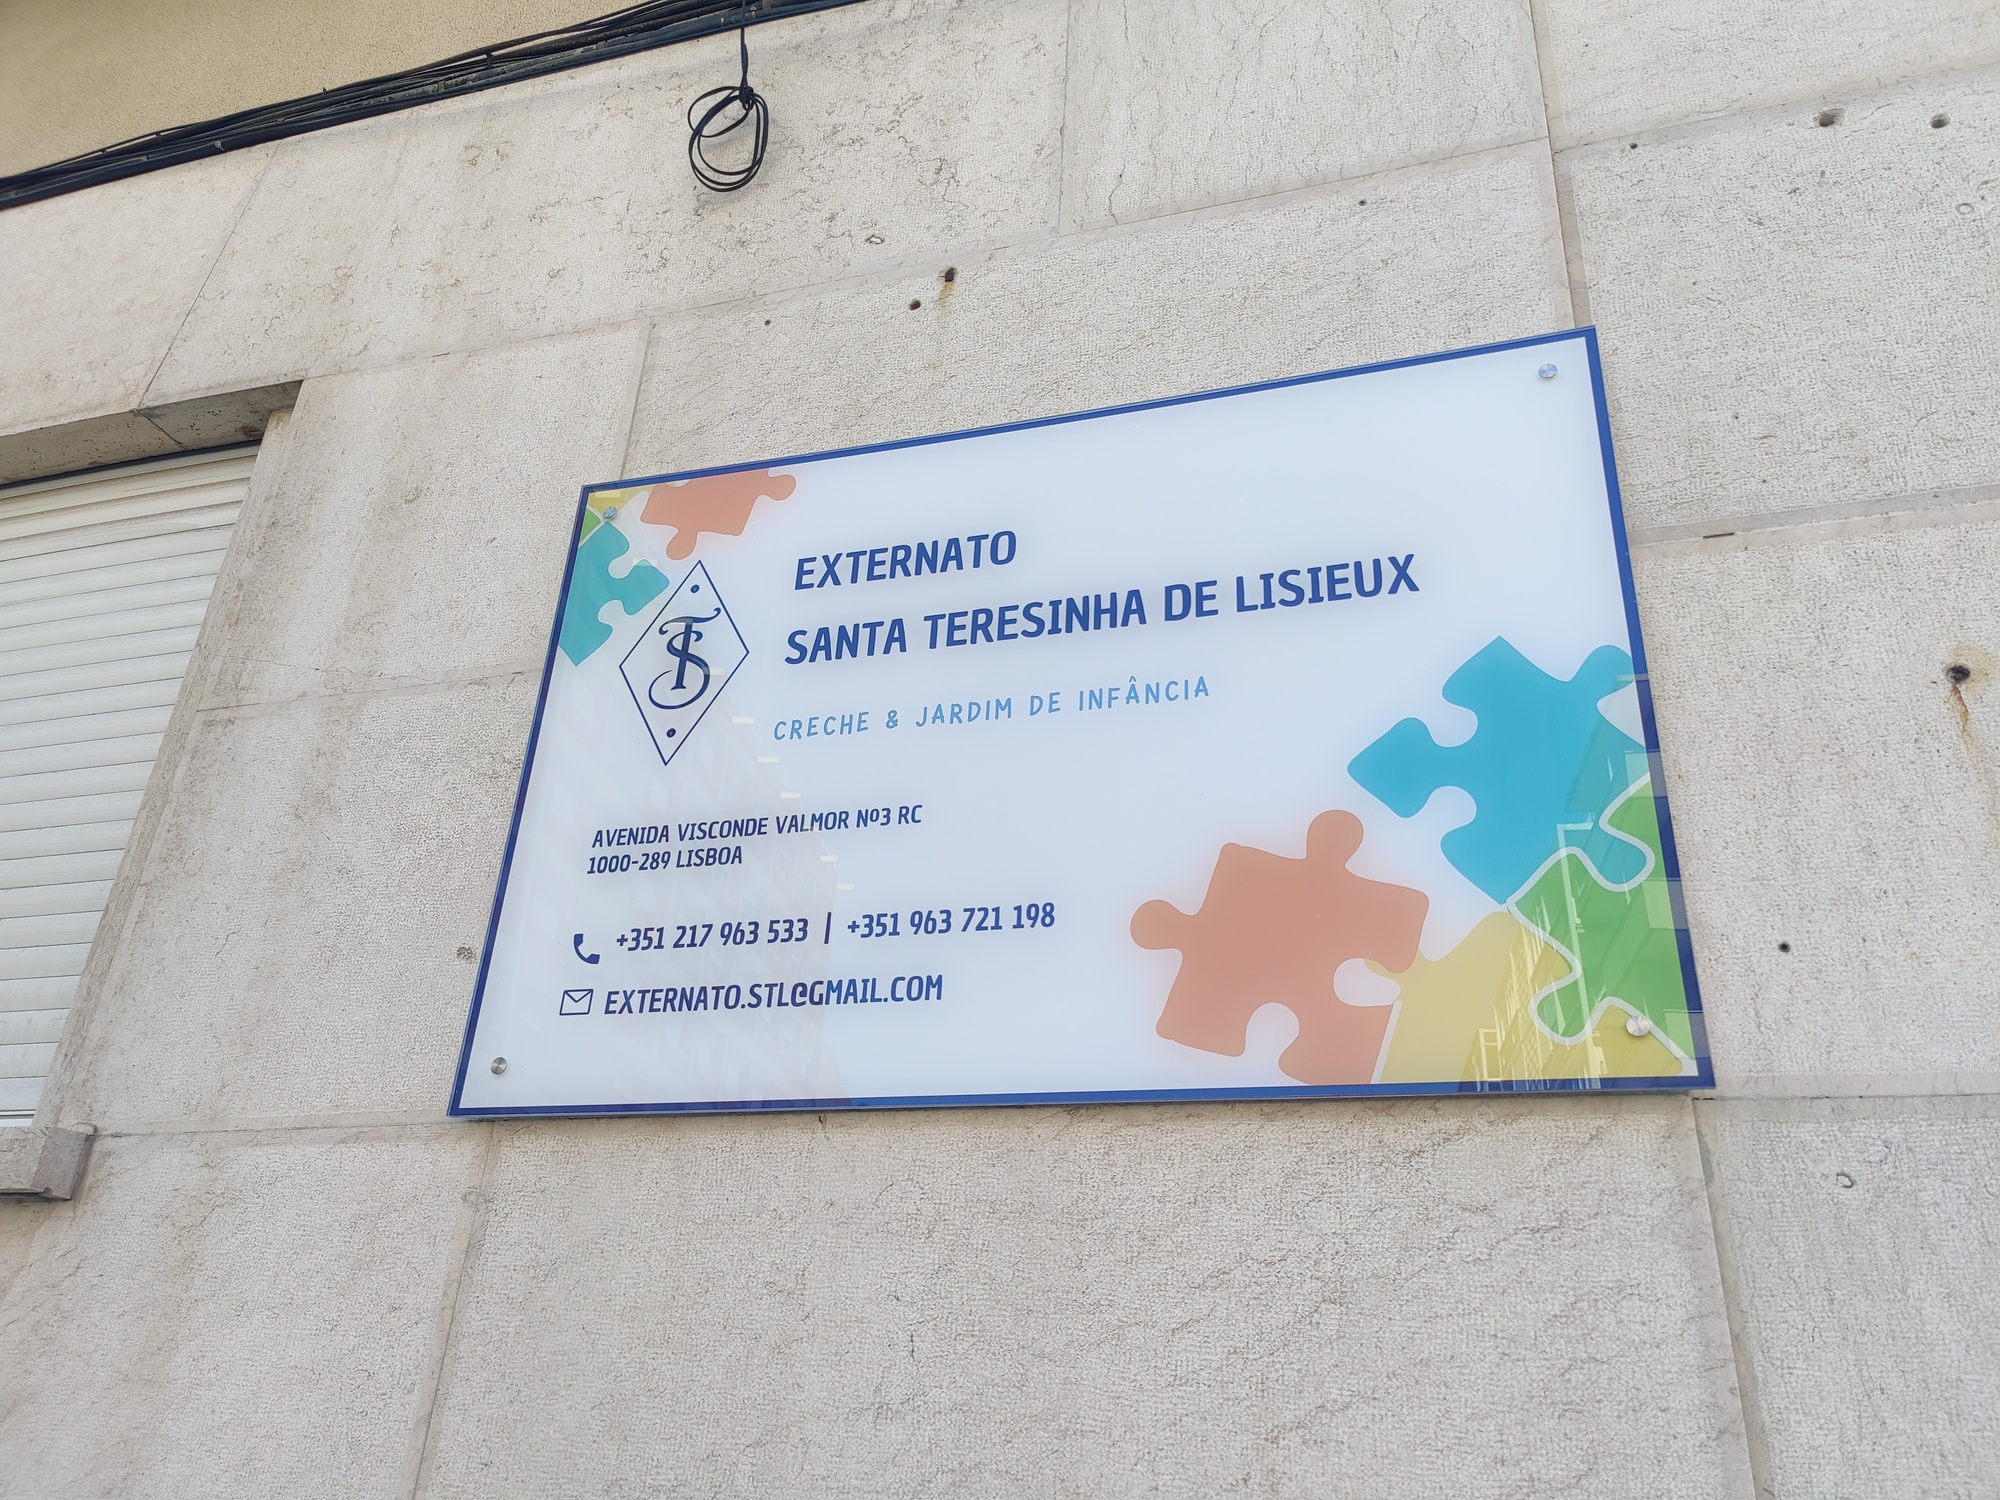 TS
EXTERNATO
SANTA TERESINHA DE LISIEUX
CRECHE & JARDIM DE INFÂNCIA
AVENIDA VISCONDE VALMOR Nº3 RC
1000-289 LISBOA
+351 217 963 533 | +351 963 721 198
EXTERNATO.STL@GMAIL.COM